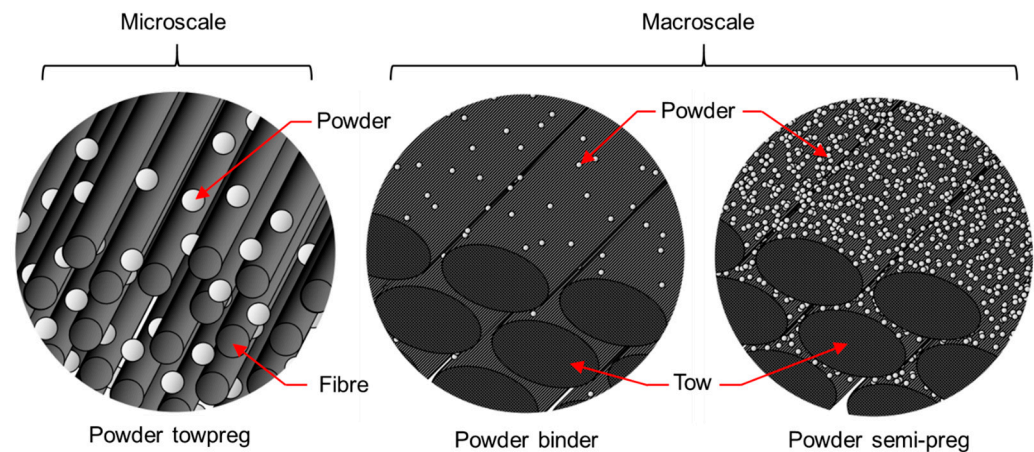 Microscale
Macroscale
Powder
Powder
Fibre
Tow
Powder towpreg
Powder binder
Powder semi-preg